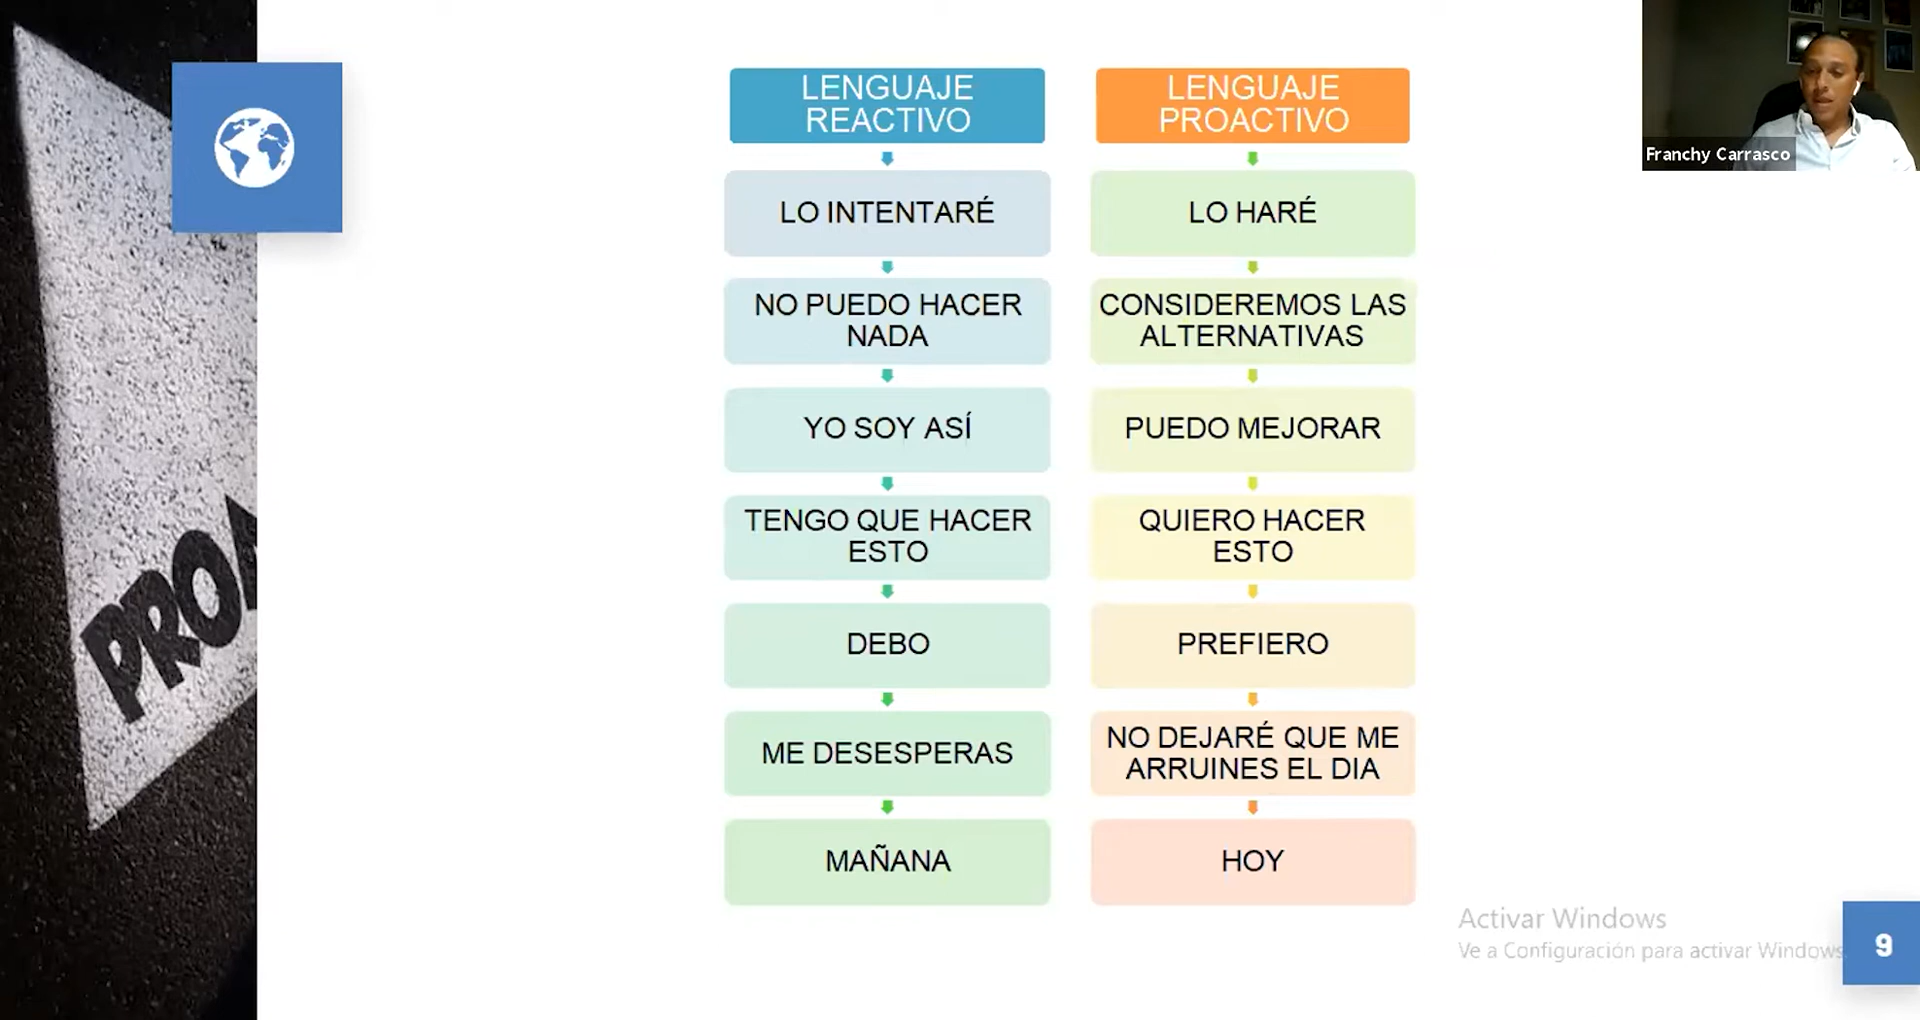 LENGUAJE
REACTIVO
LO INTENTARÉ
NO PUEDO HACER
NADA
YO SOY ASÍ
TENGO QUE HACER
ESTO
DEBO
ME DESESPERAS
MAÑANA
LENGUAJE
PROACTIVO
LO HARÉ
CONSIDEREMOS LAS
ALTERNATIVAS
PUEDO MEJORAR
QUIERO HACER
ESTO
PREFIERO
NO DEJARÉ QUE ME
ARRUINES EL DIA
HOY
Franchy Carrasco
PROA
Activar Windows
Ve a Configuración para activar Windows
9